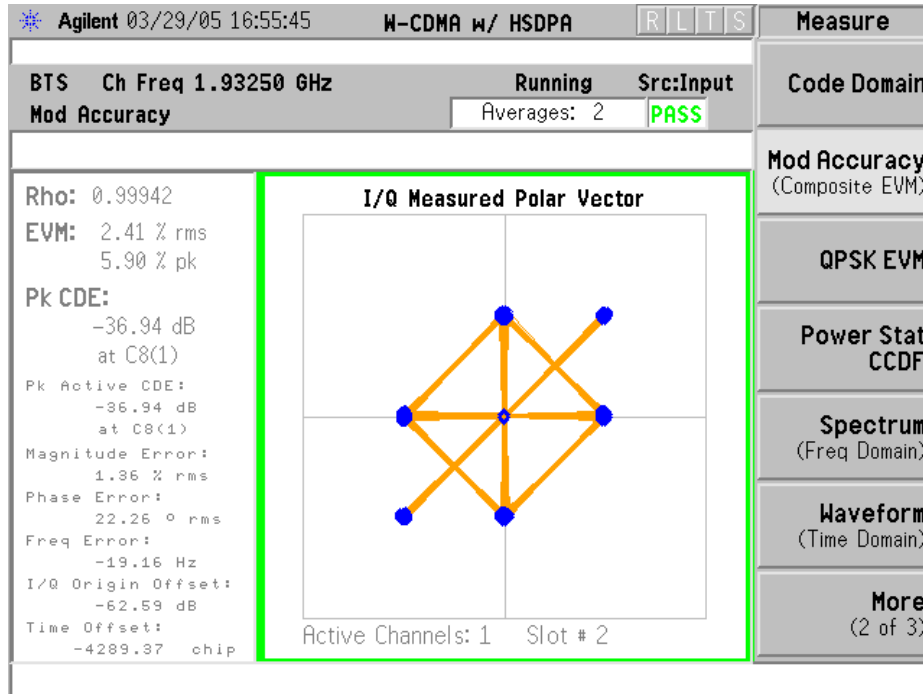 Agilent 03/29/05 16:55:45 W-CDMA w/ HSDPA R L T S Measure
BTS Ch Freq 1.93250 GHz Running Src:Input
Mod Accuracy Averages: 2 PASS
Code Domain
Mod Accuracy
(Composite EVM)
QPSK EVM
Power Stat
CCDF
Spectrum
(Freq Domain)
Waveform
(Time Domain)
More
(2 of 3)
Rho: 0.99942
EVM: 2.41 % rms
5.90 % pk
Pk CDE:
-36.94 dB
at C8(1)
Pk Active CDE:
-36.94 dB
at C8(1)
Magnitude Error:
1.36 % rms
Phase Error:
22.26 º rms
Freq Error:
-19.16 Hz
I/Q Origin Offset:
-62.59 dB
Time Offset:
-4289.37 chip
I/Q Measured Polar Vector
Active Channels: 1 Slot # 2